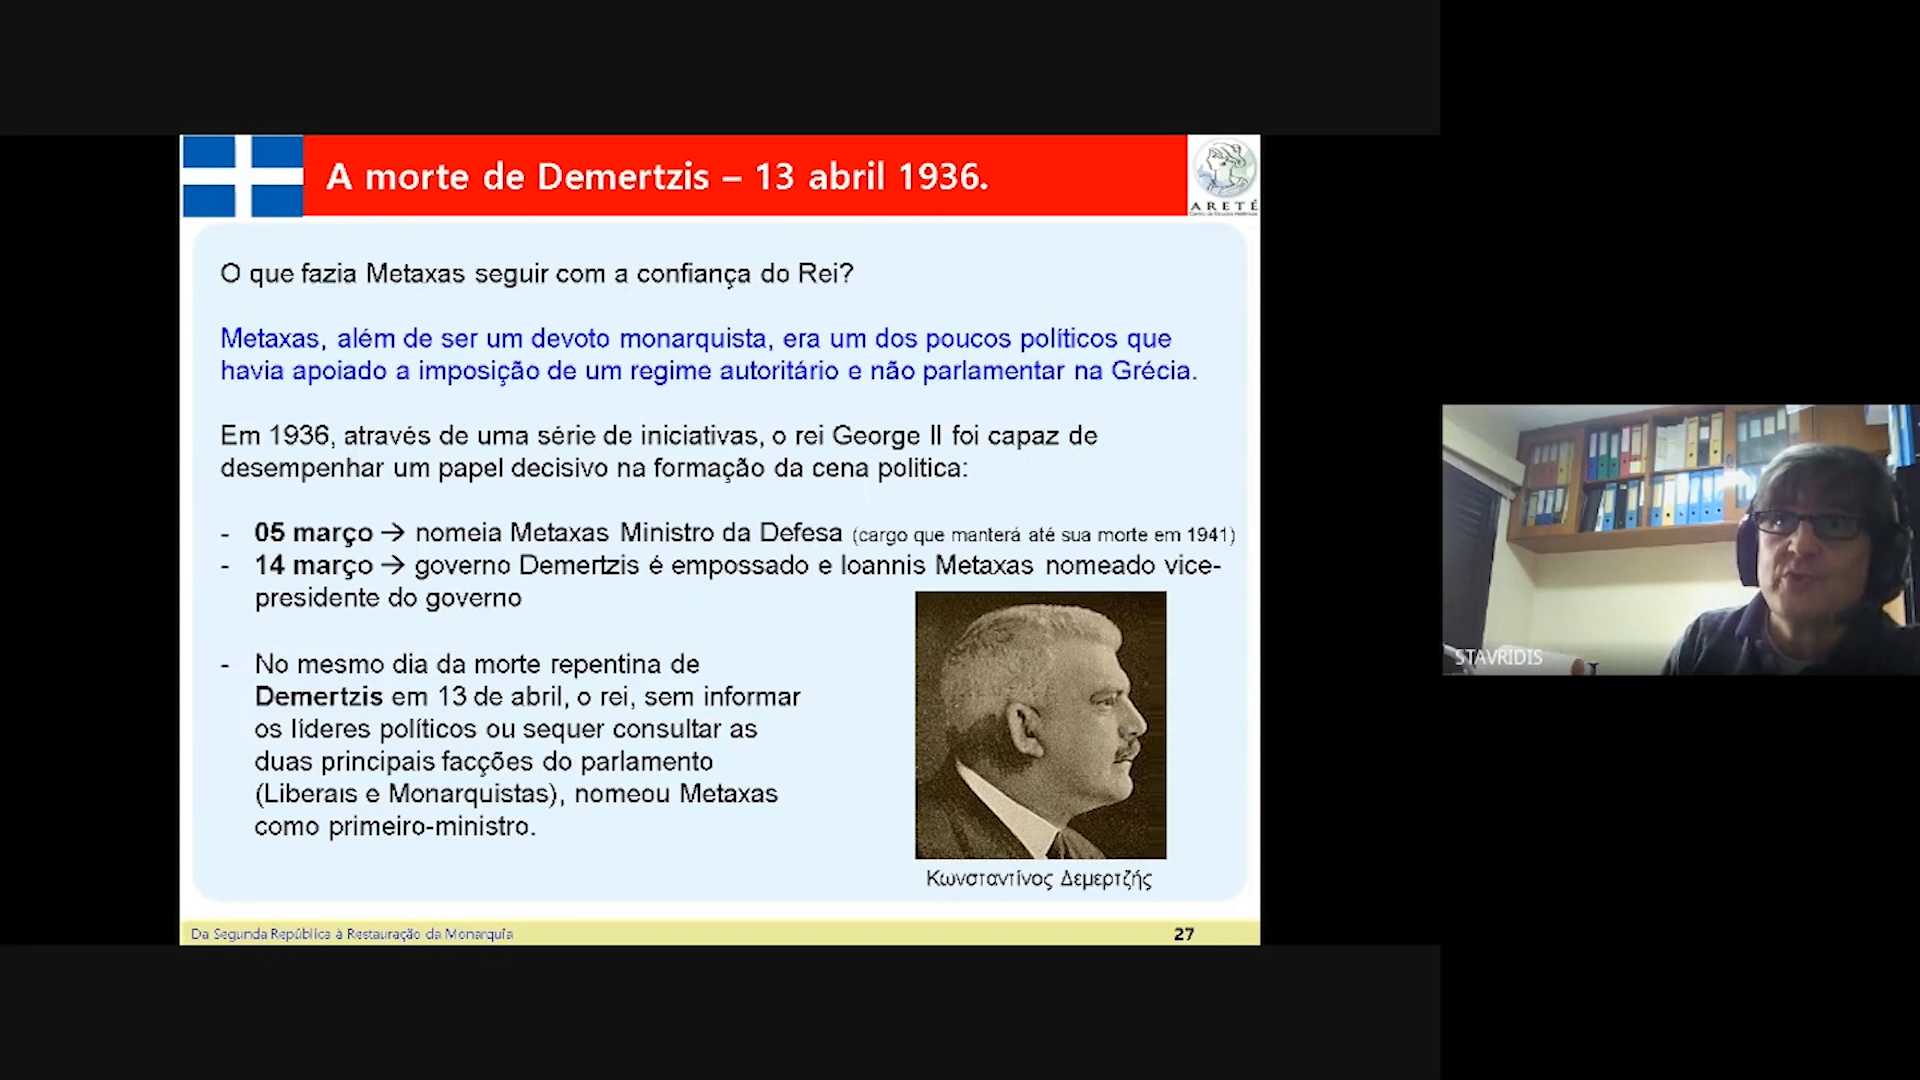 A morte de Demertzis – 13 abril 1936.
ARETÉ
Centro de Estudos Helênicos
O que fazia Metaxas seguir com a confiança do Rei?
Metaxas, além de ser um devoto monarquista, era um dos poucos políticos que
havia apoiado a imposição de um regime autoritário e não parlamentar na Grécia.
Em 1936, através de uma série de iniciativas, o rei George II foi capaz de
desempenhar um papel decisivo na formação da cena politica:
- 05 março → nomeia Metaxas Ministro da Defesa (cargo que manterá até sua morte em 1941)
- 14 março → governo Demertzis é empossado e Ioannis Metaxas nomeado vice-
presidente do governo
- No mesmo dia da morte repentina de
Demertzis em 13 de abril, o rei, sem informar
os líderes políticos ou sequer consultar as
duas principais facções do parlamento
(Liberais e Monarquistas), nomeou Metaxas
como primeiro-ministro.
Κωνσταντίνος Δεμερτζής
Da Segunda República à Restauração da Monarquia
27
STAVRIDIS